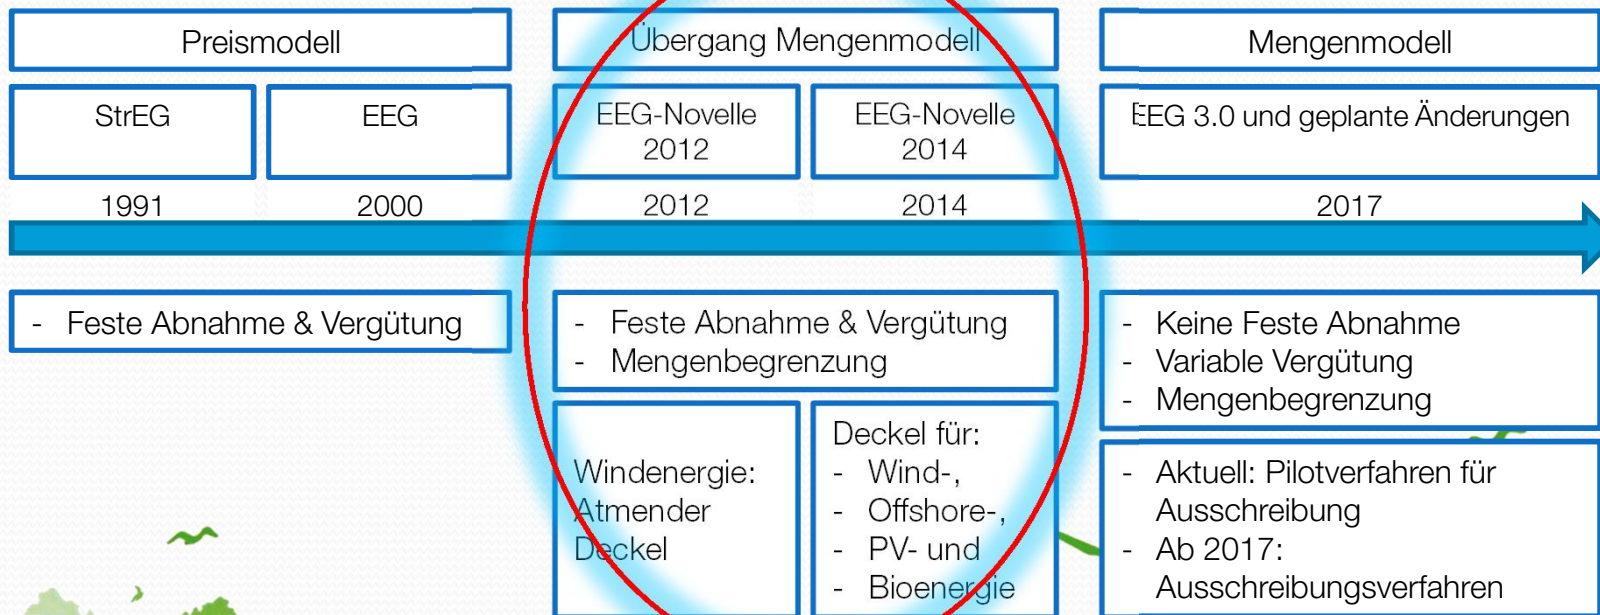 Preismodell
Übergang Mengenmodell
Mengenmodell
StrEG
EEG
EEG-Novelle
2012
EEG-Novelle
2014
EEG 3.0 und geplante Änderungen
1991
2000
2012
2014
2017
- Feste Abnahme & Vergütung
- Feste Abnahme & Vergütung
- Mengenbegrenzung
- Keine Feste Abnahme
- Variable Vergütung
- Mengenbegrenzung
Windenergie:
Atmender
Deckel
Deckel für:
- Wind-,
- Offshore-,
- PV- und
- Bioenergie
- Aktuell: Pilotverfahren für
Ausschreibung
- Ab 2017:
Ausschreibungsverfahren